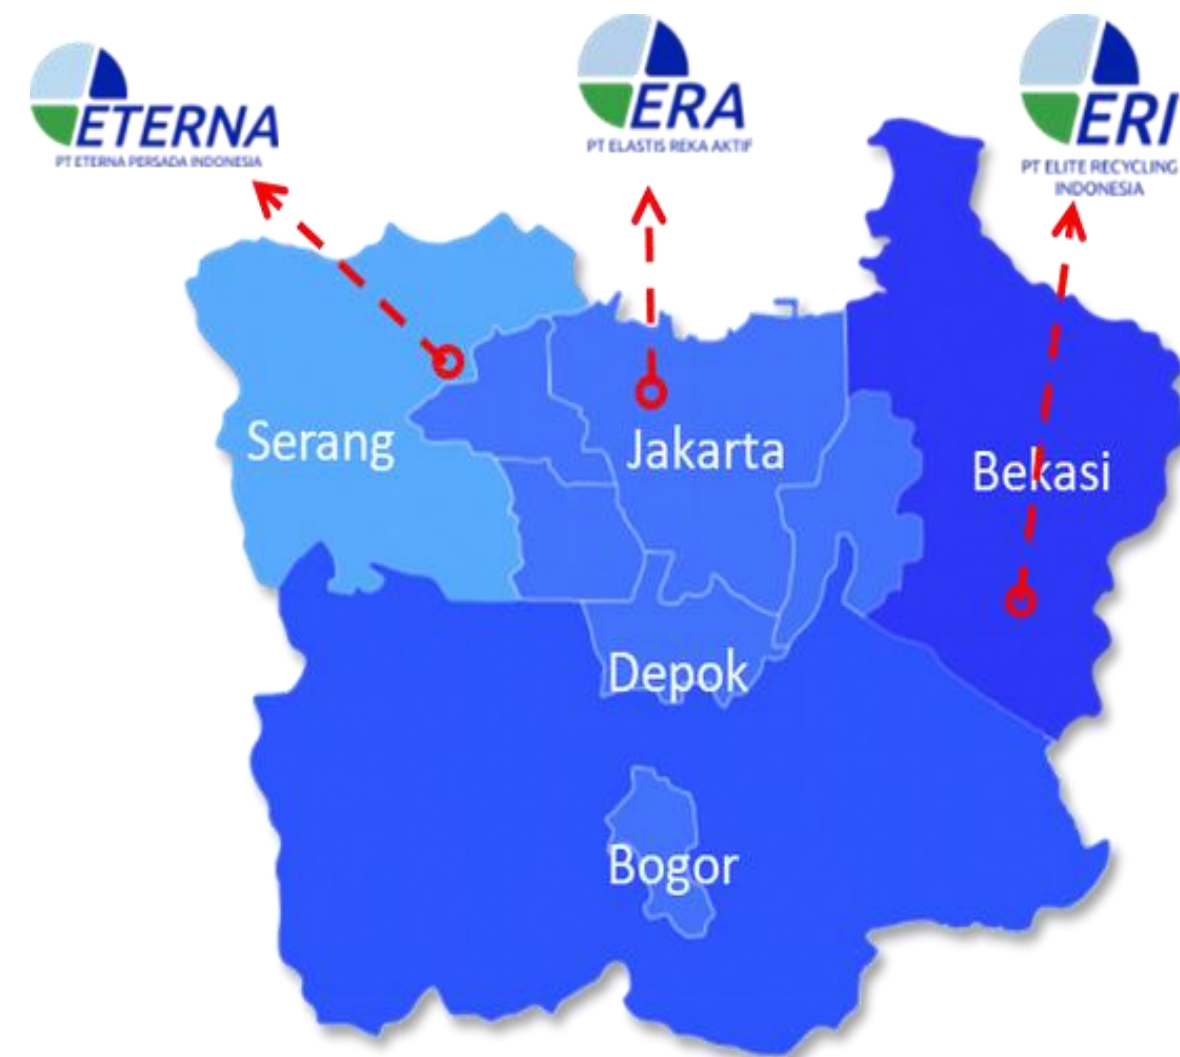 ETERNA
PT ETERNA PERSADA INDONESIA
ERA
PT ELASTIS REKA AKTIF
ERI
PT ELITE RECYCLING
INDONESIA
Serang
Jakarta
Bekasi
Depok
Bogor